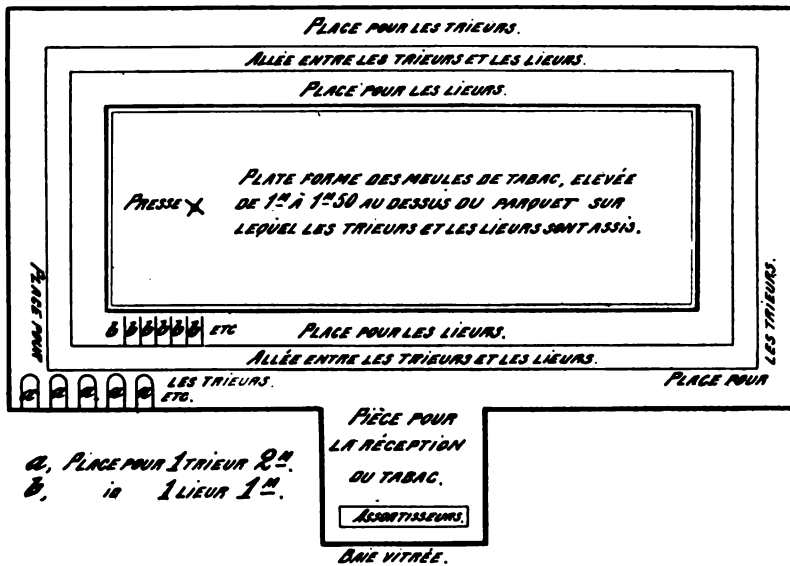 PLACE POUR LES TRIEURS.
ALLÉE ENTRE LES TRIEURS ET LES LIEURS.
PLACE POUR LES LIEURS.
PRESSE X
PLATE FORME DES MEULES DE TABAC, ELEVÉE
DE 1M À 1M50 AU DESSUS DU PARQUET SUR
LEQUEL LES TRIEURS ET LES LIEURS SONT ASSIS.
PLACE POUR
LES TRIEURS.
b b b b b b ETC
PLACE POUR LES LIEURS.
ALLÉE ENTRE LES TRIEURS ET LES LIEURS.
PLACE POUR
LES TRIEURS.
a a a a a ETC.
PIÈCE POUR
LA RÉCEPTION
DU TABAC.
ASSORTISSEURS.
BAIE VITRÉE.
a, PLACE POUR 1 TRIEUR 2M.
b, id 1 LIEUR 1M.